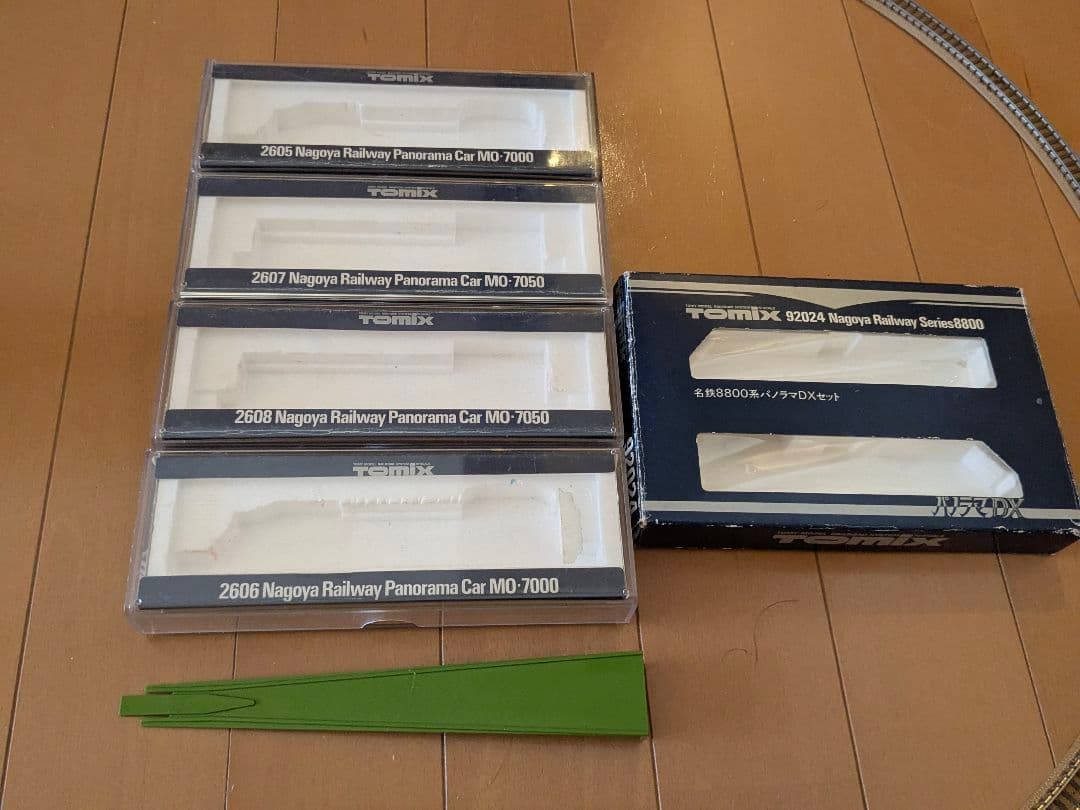 TOMIX
2605 Nagoya Railway Panorama Car MO-7000
TOMIX
2607 Nagoya Railway Panorama Car MO-7050
TOMIX
2608 Nagoya Railway Panorama Car MO-7050
TOMIX
2606 Nagoya Railway Panorama Car MO-7000
TOMIX 92024 Nagoya Railway Series8800
名鉄8800系パノラマDXセット
パノラマDX
TOMIX
92024